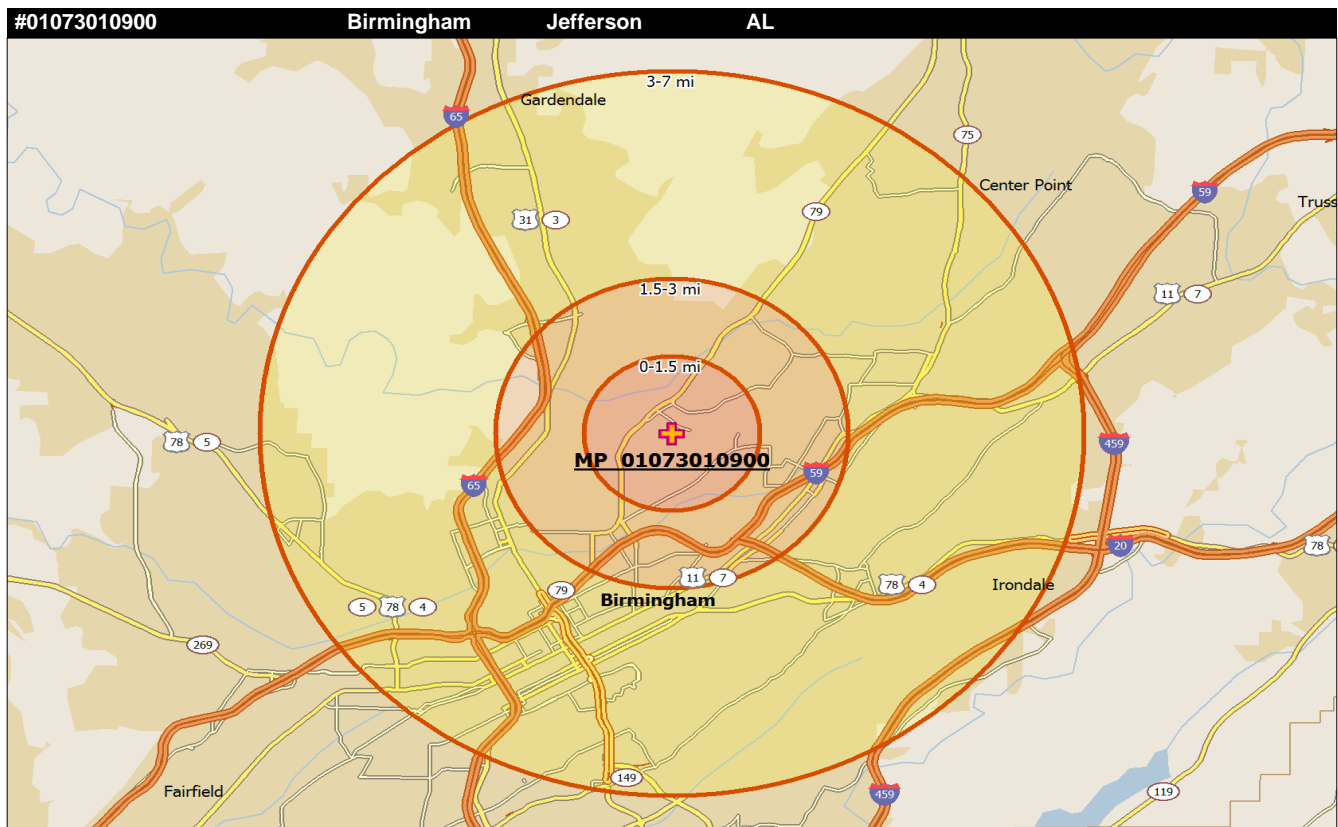 #01073010900 Birmingham Jefferson AL
3-7 mi
Gardendale
65
75
Center Point
59
Truss
79
31 3
11 7
1.5-3 mi
0-1.5 mi
78 5
MP 01073010900
459
65
59
20
78
11 7
78 4
Irondale
79
Birmingham
5 78 4
269
149
Fairfield
459
119